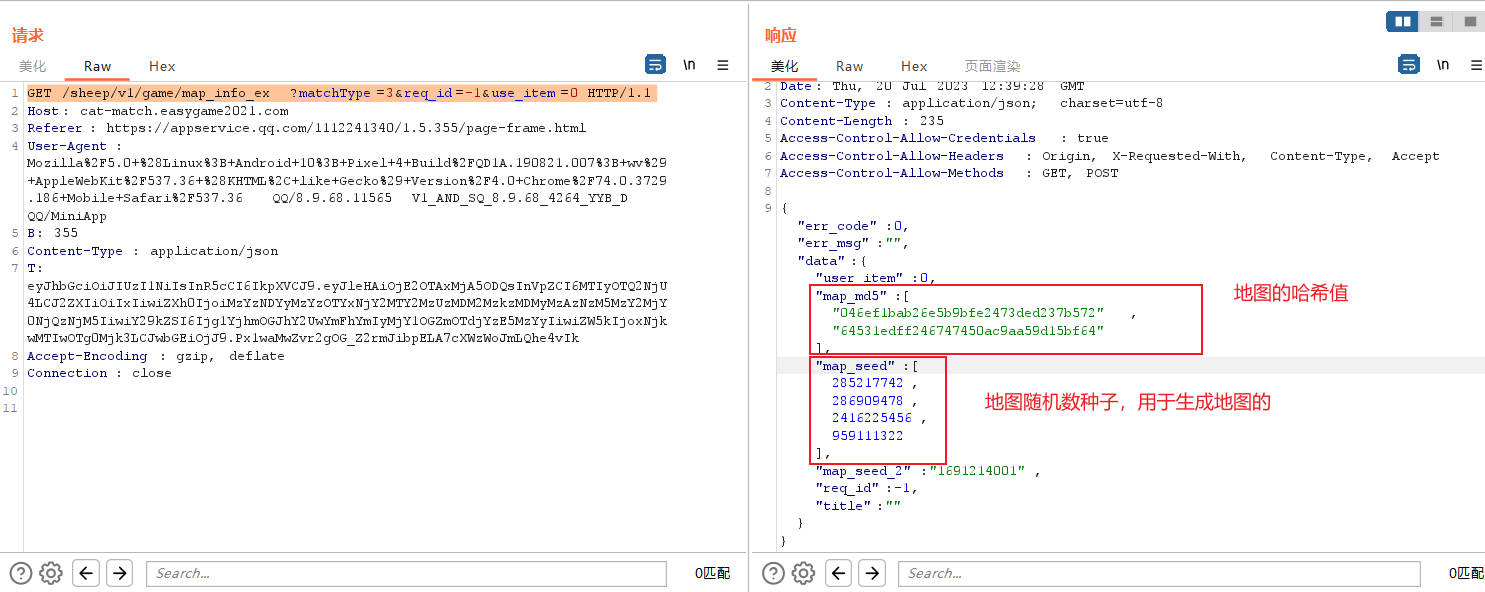 请求
美化 Raw Hex
\n
1 GET /sheep/v1/game/map_info_ex ?matchType =3&req_id=-1&use_item=0 HTTP/1.1
2 Host: cat-match.easygame2021.com
3 Referer : https://appservice.qq.com/1112241340/1.5.355/page-frame.html
4 User-Agent :
Mozilla%2F5.0+%28Linux%3B+Android+10%3B+Pixel+4+Build%2FQD1A.190821.007%3B+wv%29
+AppleWebKit%2F537.36+%28KHTML%2C+like+Gecko%29+Version%2F4.0+Chrome%2F74.0.3729
.186+Mobile+Safari%2F537.36 QQ/8.9.68.11565 V1_AND_SQ_8.9.68_4264_YYB_D
QQ/MiniApp
5 B: 355
6 Content-Type : application/json
7 T:
8 Accept-Encoding : gzip, deflate
9 Connection : close
10
11
Search...
0匹配
响应
美化 Raw Hex 页面渲染
\n
2 Date: Thu, 20 Jul 2023 12:39:28 GMT
3 Content-Type : application/json; charset=utf-8
4 Content-Length : 235
5 Access-Control-Allow-Credentials : true
6 Access-Control-Allow-Headers : Origin, X-Requested-With, Content-Type, Accept
7 Access-Control-Allow-Methods : GET, POST
8
9 {
"err_code" :0,
"err_msg" :"",
"data" :{
"user_item" :0,
"map_md5" :[
"046ef1bab26e5b9bfe2473ded237b572" ,
"64531edff246747450ac9aa59d15bf64"
],
地图的哈希值
"map_seed" :[
285217742 ,
286909478 ,
2416225456 ,
959111322
],
地图随机数种子，用于生成地图的
"map_seed_2" :"1691214001" ,
"req_id" :-1,
"title" :""
}
}
Search...
0匹配